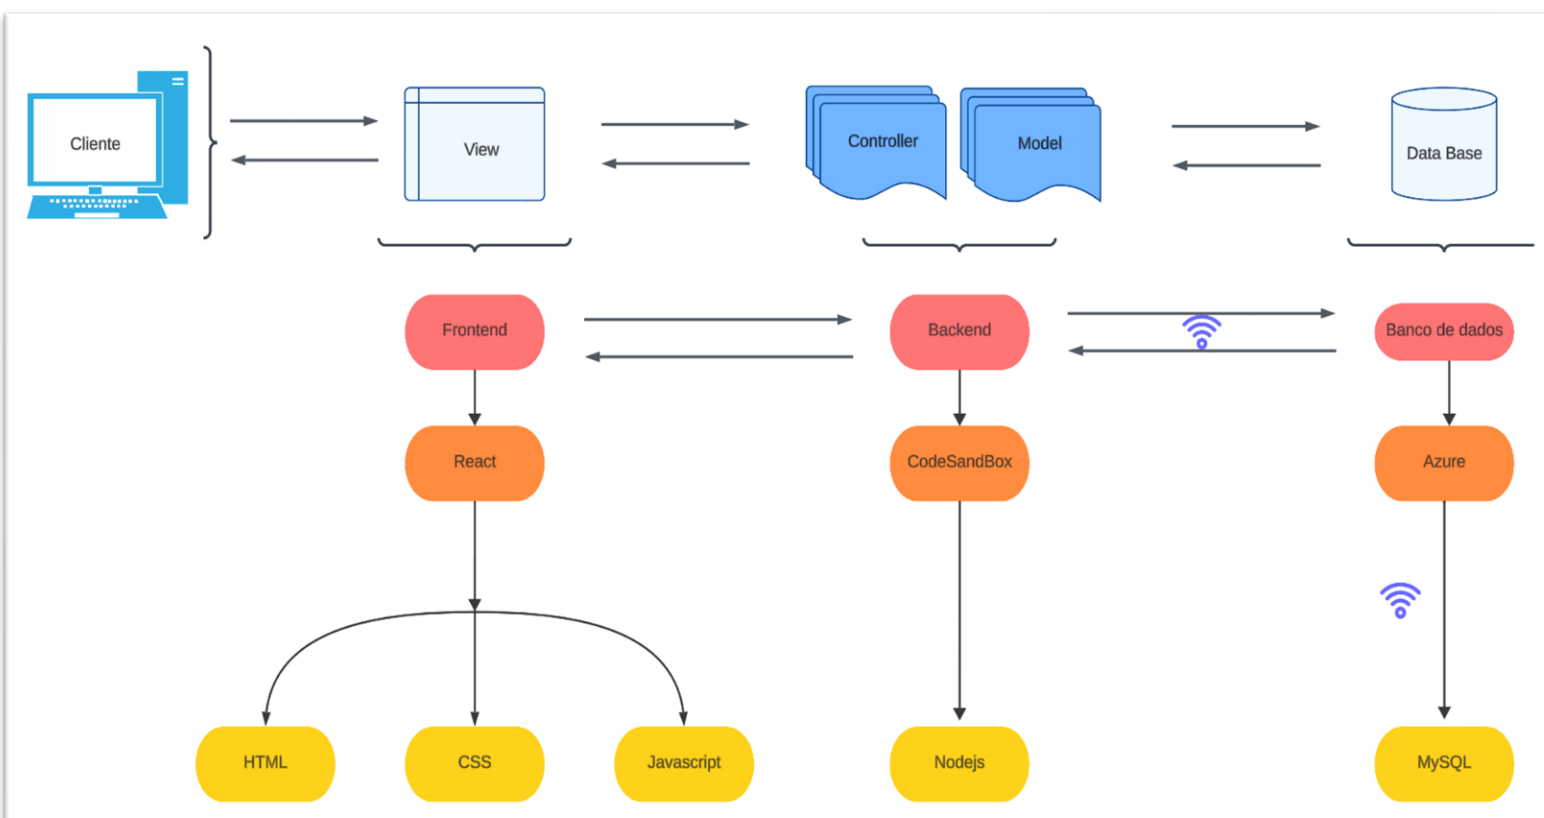 Cliente
View
Controller
Model
Data Base
Frontend
Backend
Banco de dados
React
CodeSandBox
Azure
HTML
CSS
Javascript
Nodejs
MySQL